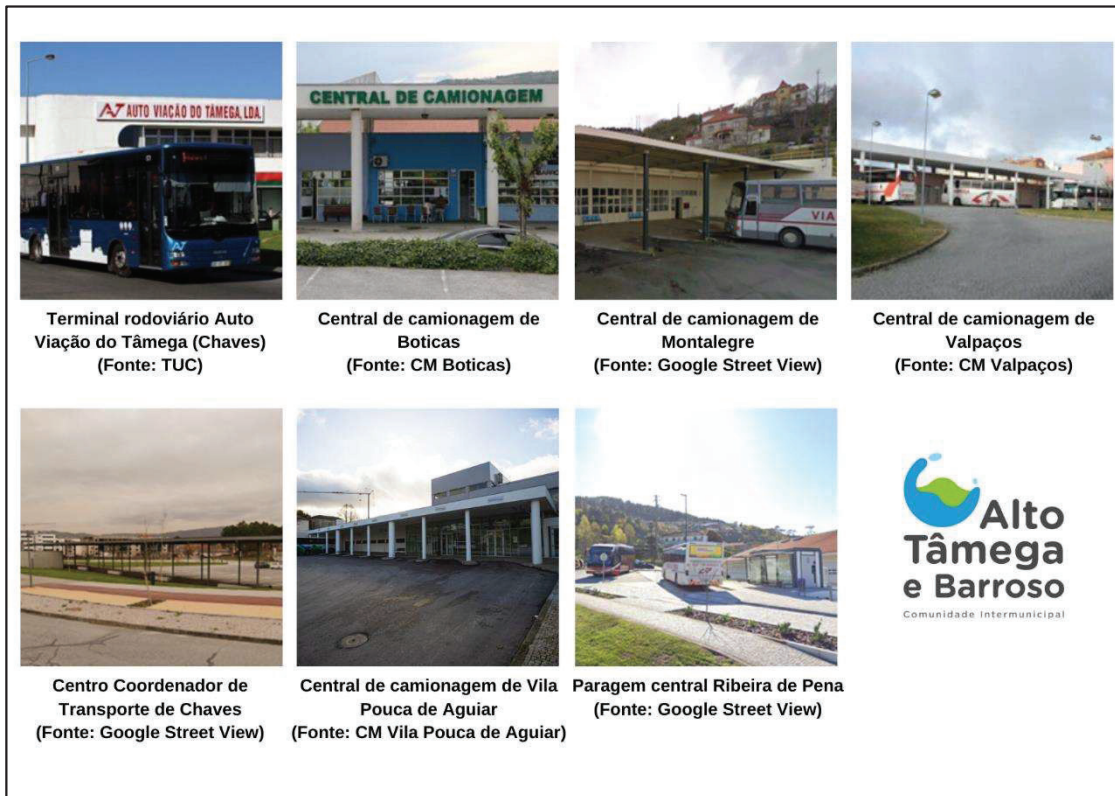 AUTO VIAÇÃO DO TÂMEGA, LDA.
CENTRAL DE CAMIONAGEM
VIA
Terminal rodoviário Auto
Viação do Tâmega (Chaves)
(Fonte: TUC)
Central de camionagem de
Boticas
(Fonte: CM Boticas)
Central de camionagem de
Montalegre
(Fonte: Google Street View)
Central de camionagem de
Valpaços
(Fonte: CM Valpaços)
Centro Coordenador de
Transporte de Chaves
(Fonte: Google Street View)
Central de camionagem de Vila
Pouca de Aguiar
(Fonte: CM Vila Pouca de Aguiar)
Paragem central Ribeira de Pena
(Fonte: Google Street View)
Alto
Tâmega
e Barroso
Comunidade Intermunicipal